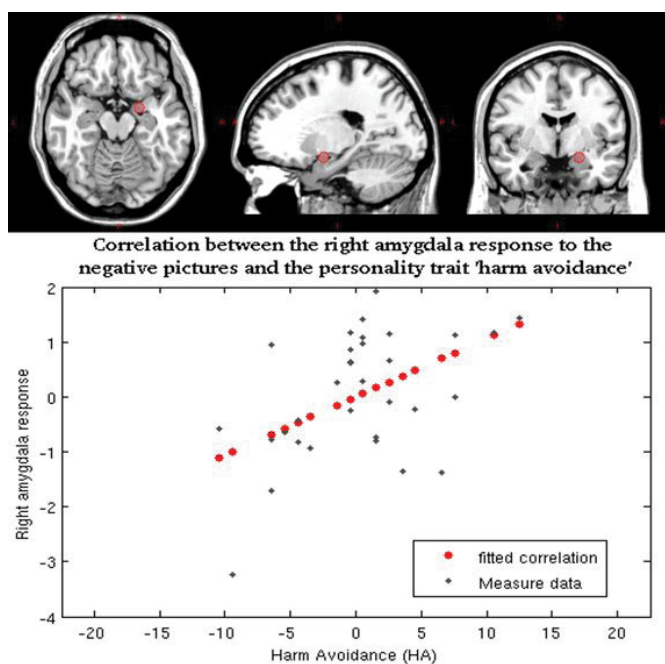 Correlation between the right amygdala response to the
negative pictures and the personality trait 'harm avoidance'
2
1
0
-1
-2
-3
-4
Right amygdala response
fitted correlation
Measure data
-20 -15 -10 -5 0 5 10 15 20
Harm Avoidance (HA)